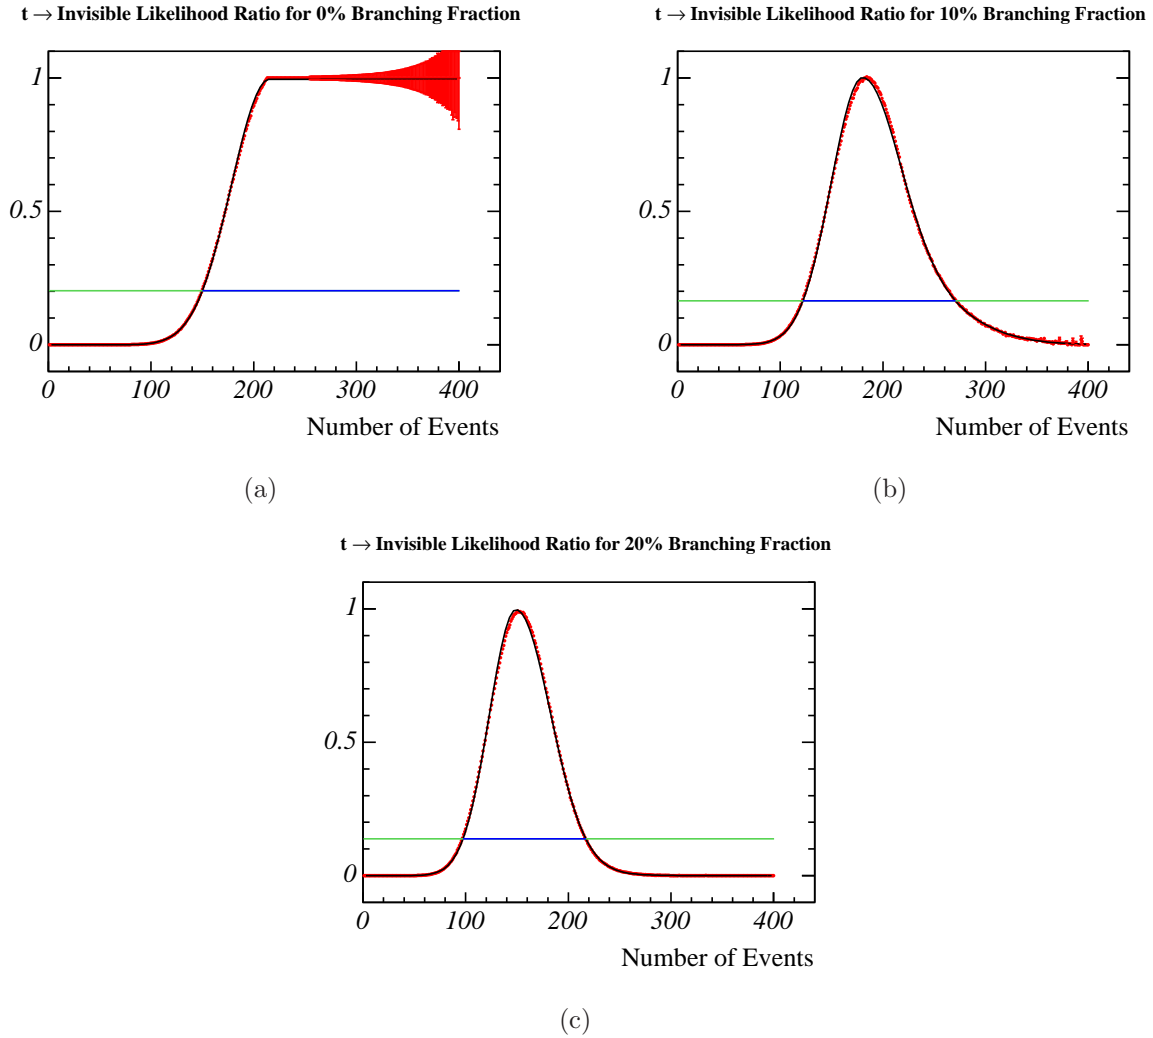 t → Invisible Likelihood Ratio for 0% Branching Fraction
1
0.5
0
0 100 200 300 400
Number of Events
(a)
t → Invisible Likelihood Ratio for 10% Branching Fraction
1
0.5
0
0 100 200 300 400
Number of Events
(b)
t → Invisible Likelihood Ratio for 20% Branching Fraction
1
0.5
0
0 100 200 300 400
Number of Events
(c)